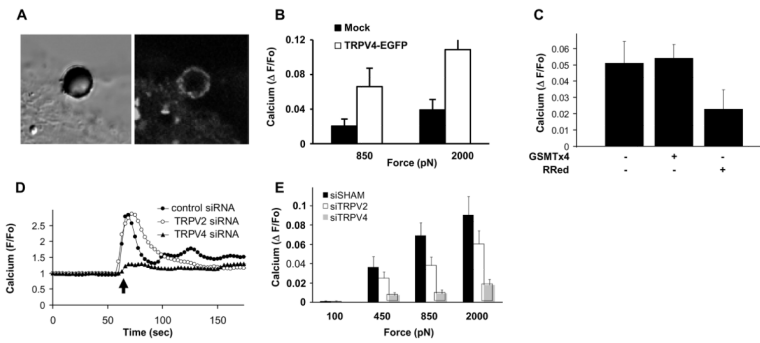 A
B
Mock
TRPV4-EGFP
Calcium (Δ F/Fo)
0.12
0.08
0.04
0
850
2000
Force (pN)
C
Calcium (Δ F/Fo)
0.06
0.05
0.04
0.03
0.02
0.01
0
GSMTx4 - + -
RRed - - +
D
control siRNA
TRPV2 siRNA
TRPV4 siRNA
Calcium (F/Fo)
2.5
2
1.5
1
0.5
0
0 50 100 150
Time (sec)
E
siSHAM
siTRPV2
siTRPV4
Calcium (Δ F/Fo)
0.1
0.08
0.06
0.04
0.02
0
100 450 850 2000
Force (pN)